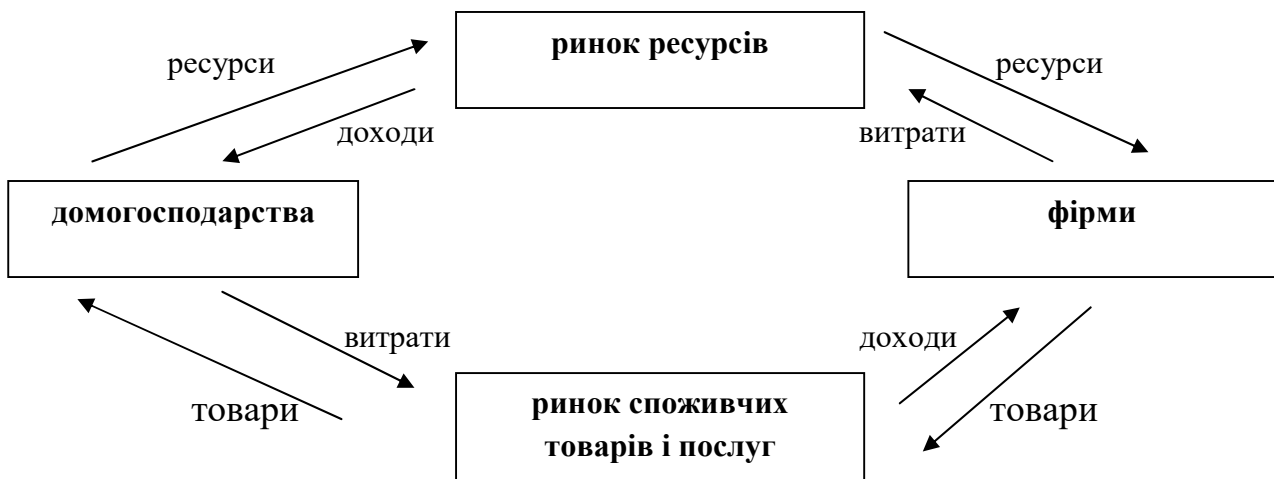 ринок ресурсів
ресурси
ресурси
доходи
витрати
домогосподарства
фірми
витрати
доходи
товари
ринок споживчих
товарів і послуг
товари